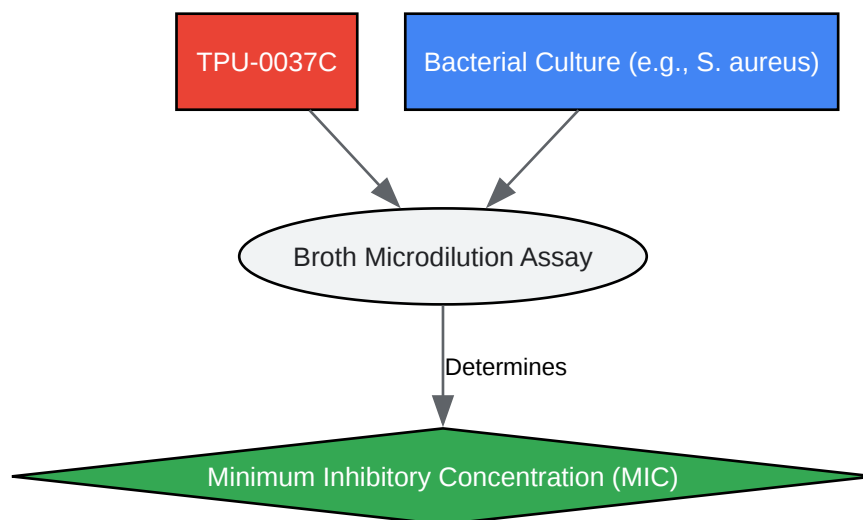 TPU-0037C
Bacterial Culture (e.g., S. aureus)
Broth Microdilution Assay
Determines
Minimum Inhibitory Concentration (MIC)